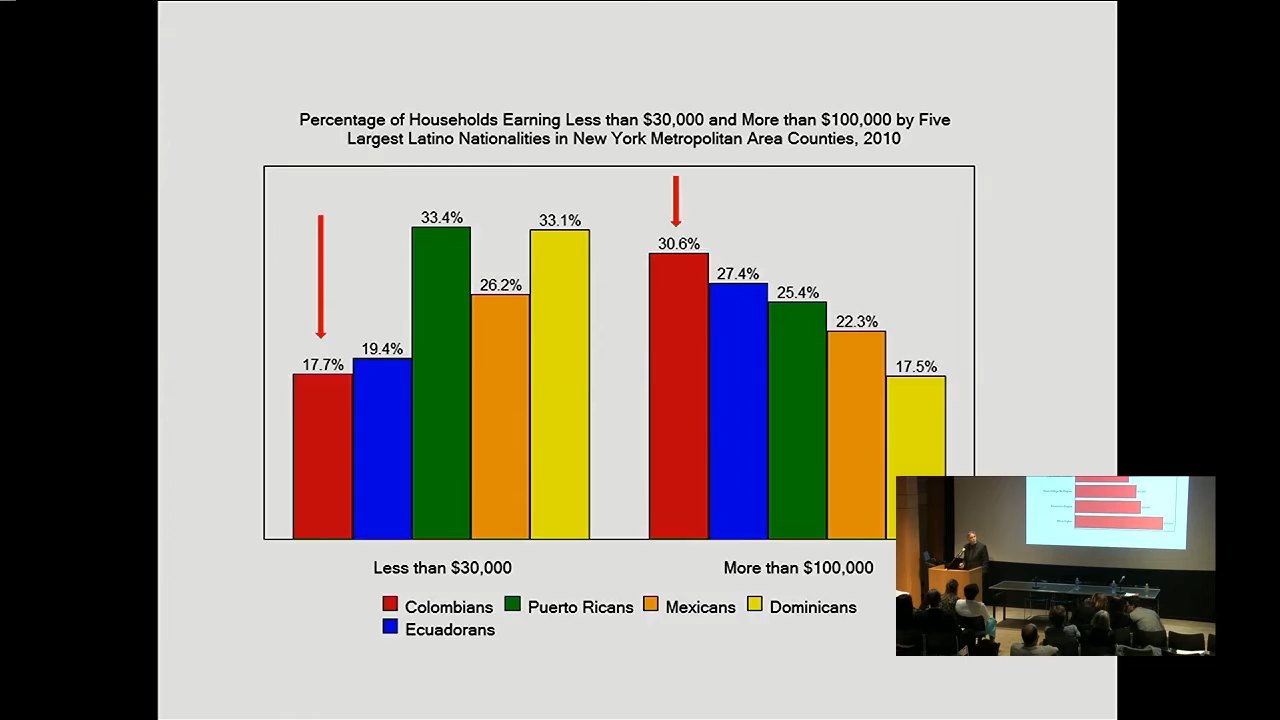 Percentage of Households Earning Less than $30,000 and More than $100,000 by Five
Largest Latino Nationalities in New York Metropolitan Area Counties, 2010
17.7%
19.4%
33.4%
26.2%
33.1%
30.6%
27.4%
25.4%
22.3%
17.5%
Less than $30,000
More than $100,000
Colombians
Puerto Ricans
Mexicans
Dominicans
Ecuadorans